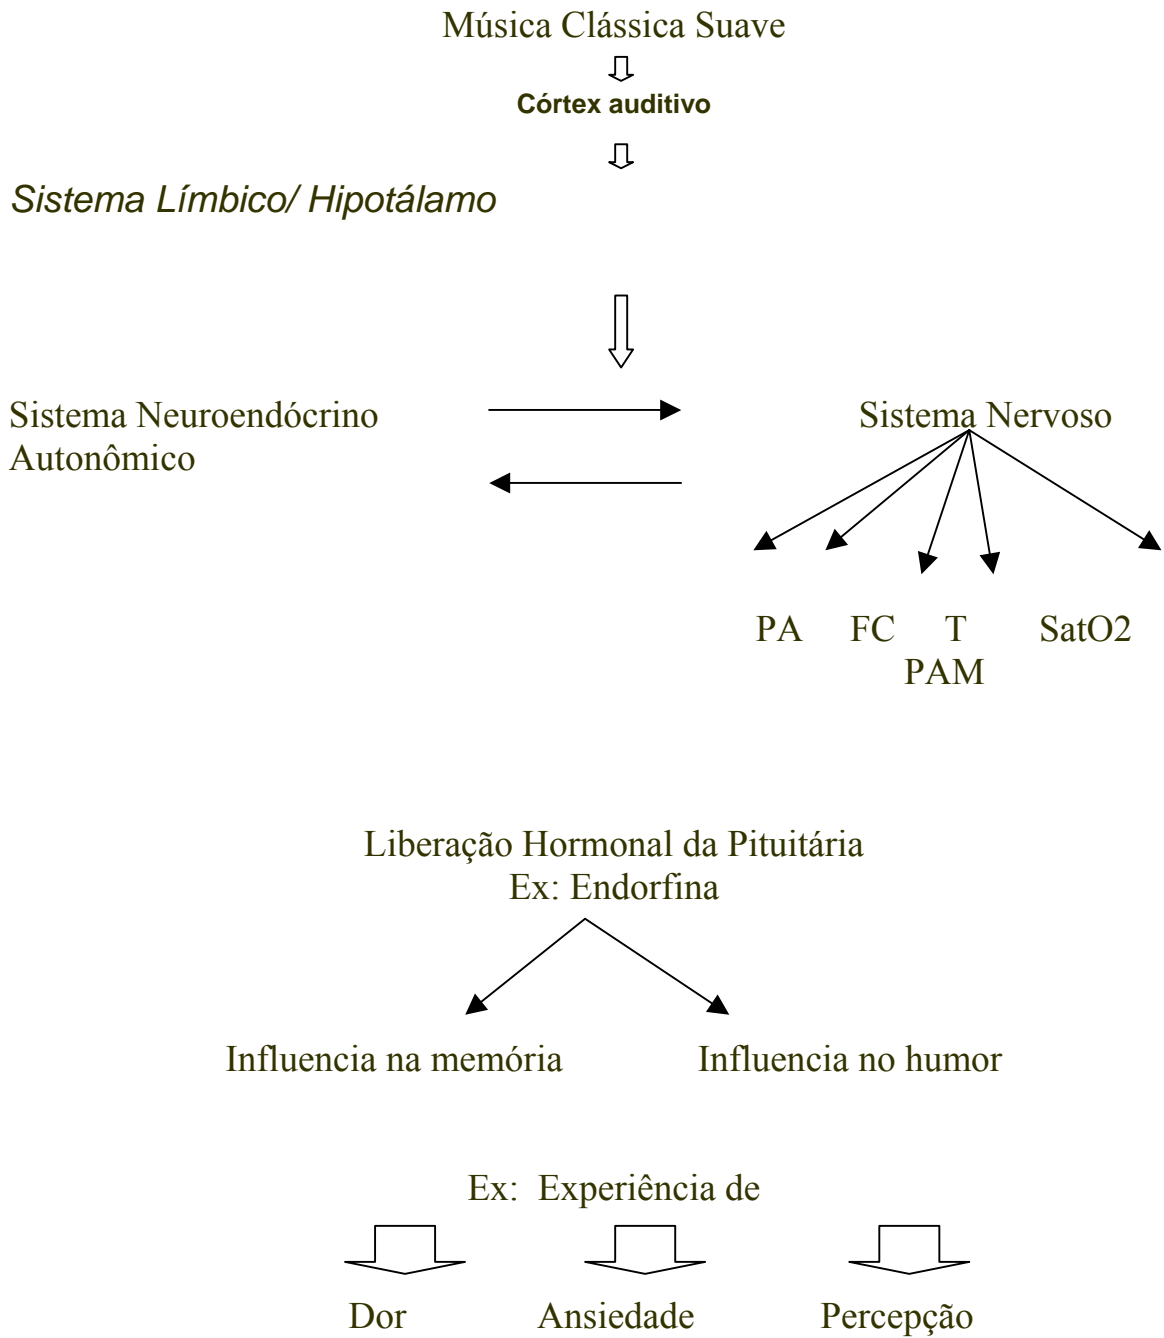 Música Clássica Suave
Córtex auditivo
Sistema Límbico/ Hipotálamo
Sistema Neuroendócrino Sistema Nervoso
Autonômico
PA FC T SatO2
PAM
Liberação Hormonal da Pituitária
Ex: Endorfina
Influencia na memória Influencia no humor
Ex: Experiência de
Dor Ansiedade Percepção